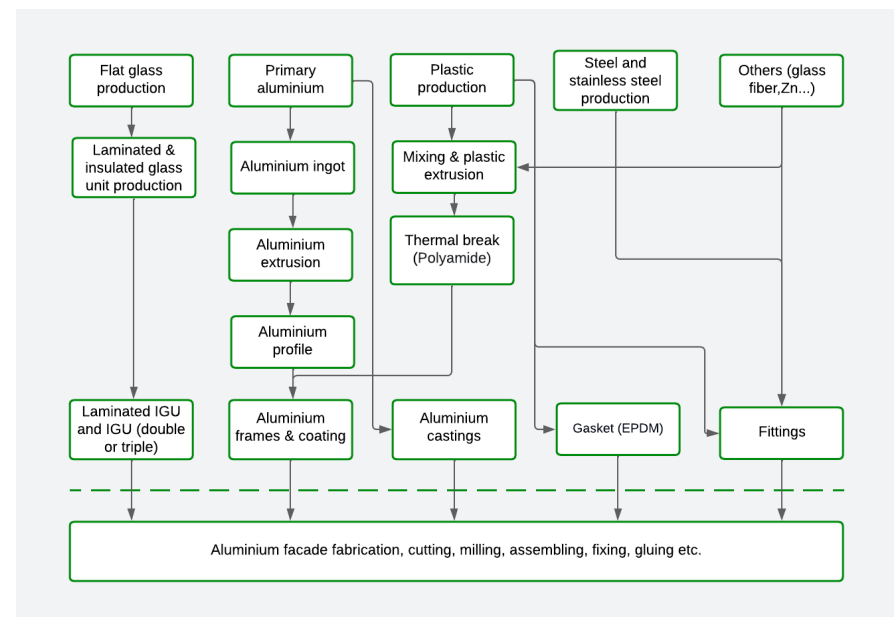 Flat glass
production
Primary
aluminium
Plastic
production
Steel and
stainless steel
production
Others (glass
fiber,Zn...)
Laminated &
insulated glass
unit production
Aluminium ingot
Mixing & plastic
extrusion
Aluminium
extrusion
Thermal break
(Polyamide)
Aluminium
profile
Laminated IGU
and IGU (double
or triple)
Aluminium
frames & coating
Aluminium
castings
Gasket (EPDM)
Fittings
Aluminium facade fabrication, cutting, milling, assembling, fixing, gluing etc.